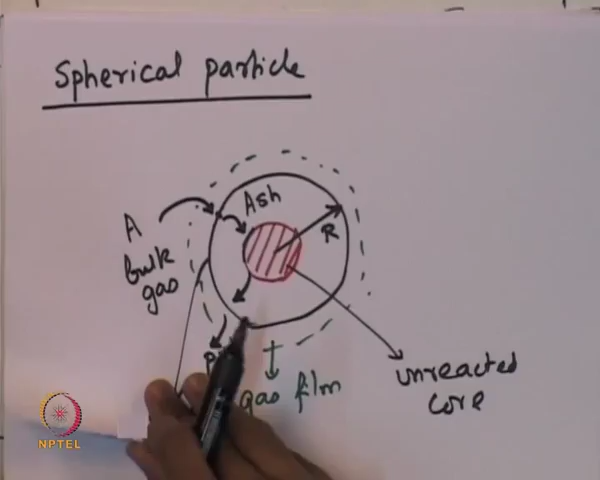 Spherical particle
Ash
A
bulk
gas
R
gas film
unreacted
core
NPTEL